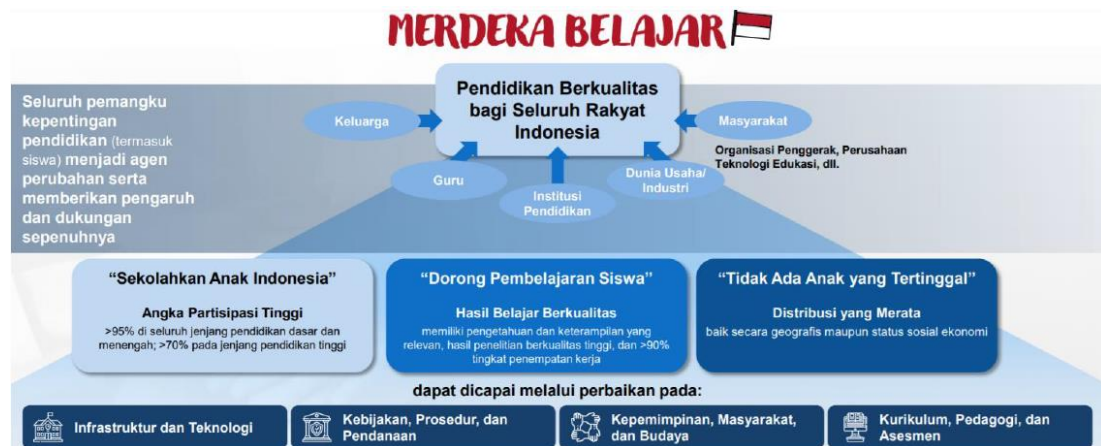 MERDEKA BELAJAR
Pendidikan Berkualitas
bagi Seluruh Rakyat
Indonesia
Seluruh pemangku
kepentingan
pendidikan (termasuk
siswa) menjadi agen
perubahan serta
memberikan pengaruh
dan dukungan
sepenuhnya
Keluarga
Guru
Institusi
Pendidikan
Dunia Usaha/
Industri
Masyarakat
Organisasi Penggerak, Perusahaan
Teknologi Edukasi, dll.
“Sekolahkan Anak Indonesia”
Angka Partisipasi Tinggi
>95% di seluruh jenjang pendidikan dasar dan
menengah; >70% pada jenjang pendidikan tinggi
“Dorong Pembelajaran Siswa”
Hasil Belajar Berkualitas
memiliki pengetahuan dan keterampilan yang
relevan, hasil penelitian berkualitas tinggi, dan >90%
tingkat penempatan kerja
“Tidak Ada Anak yang Tertinggal”
Distribusi yang Merata
baik secara geografis maupun status sosial ekonomi
dapat dicapai melalui perbaikan pada:
Infrastruktur dan Teknologi
Kebijakan, Prosedur, dan
Pendanaan
Kepemimpinan, Masyarakat,
dan Budaya
Kurikulum, Pedagogi, dan
Asesmen